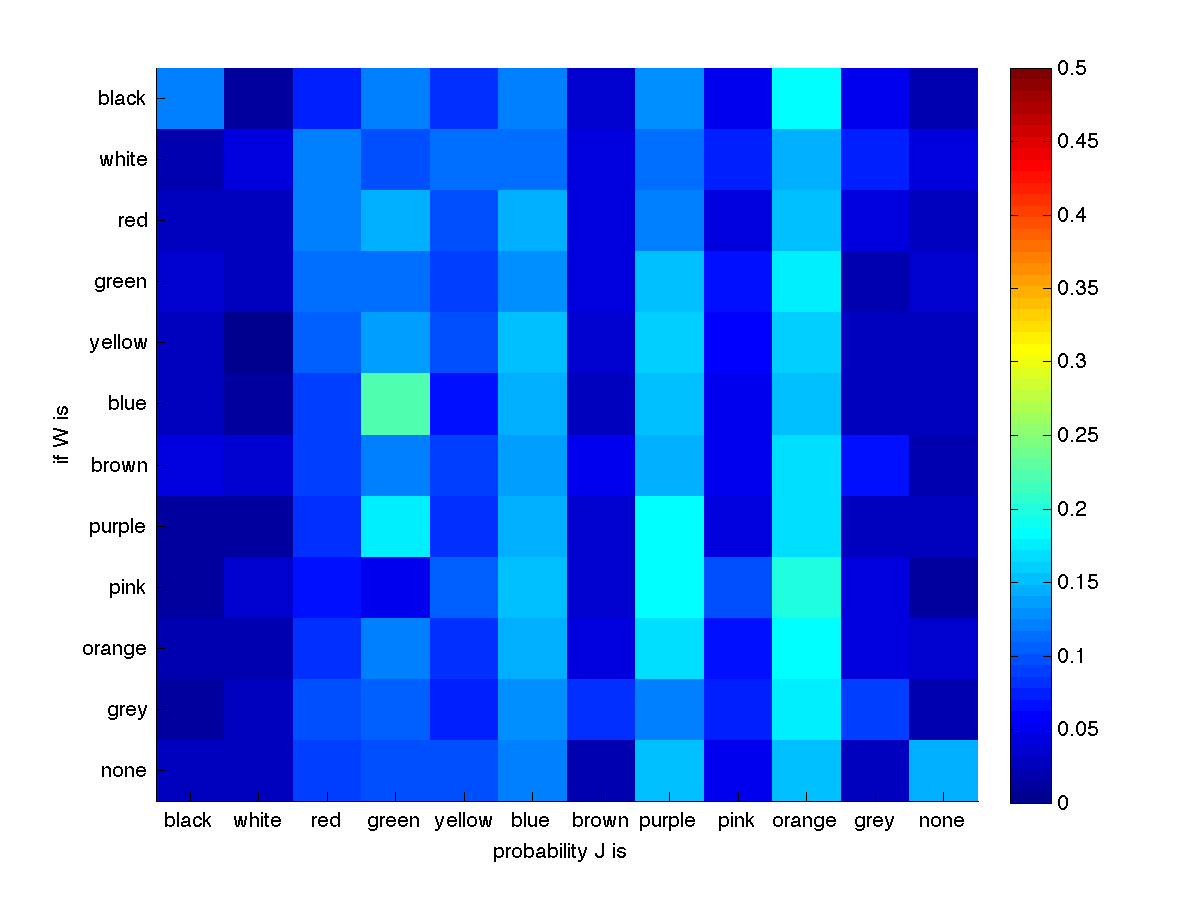 black
white
red
green
yellow
blue
brown
purple
pink
orange
grey
none
if W is
black white red green yellow blue brown purple pink orange grey none
probability J is
0.5
0.45
0.4
0.35
0.3
0.25
0.2
0.15
0.1
0.05
0